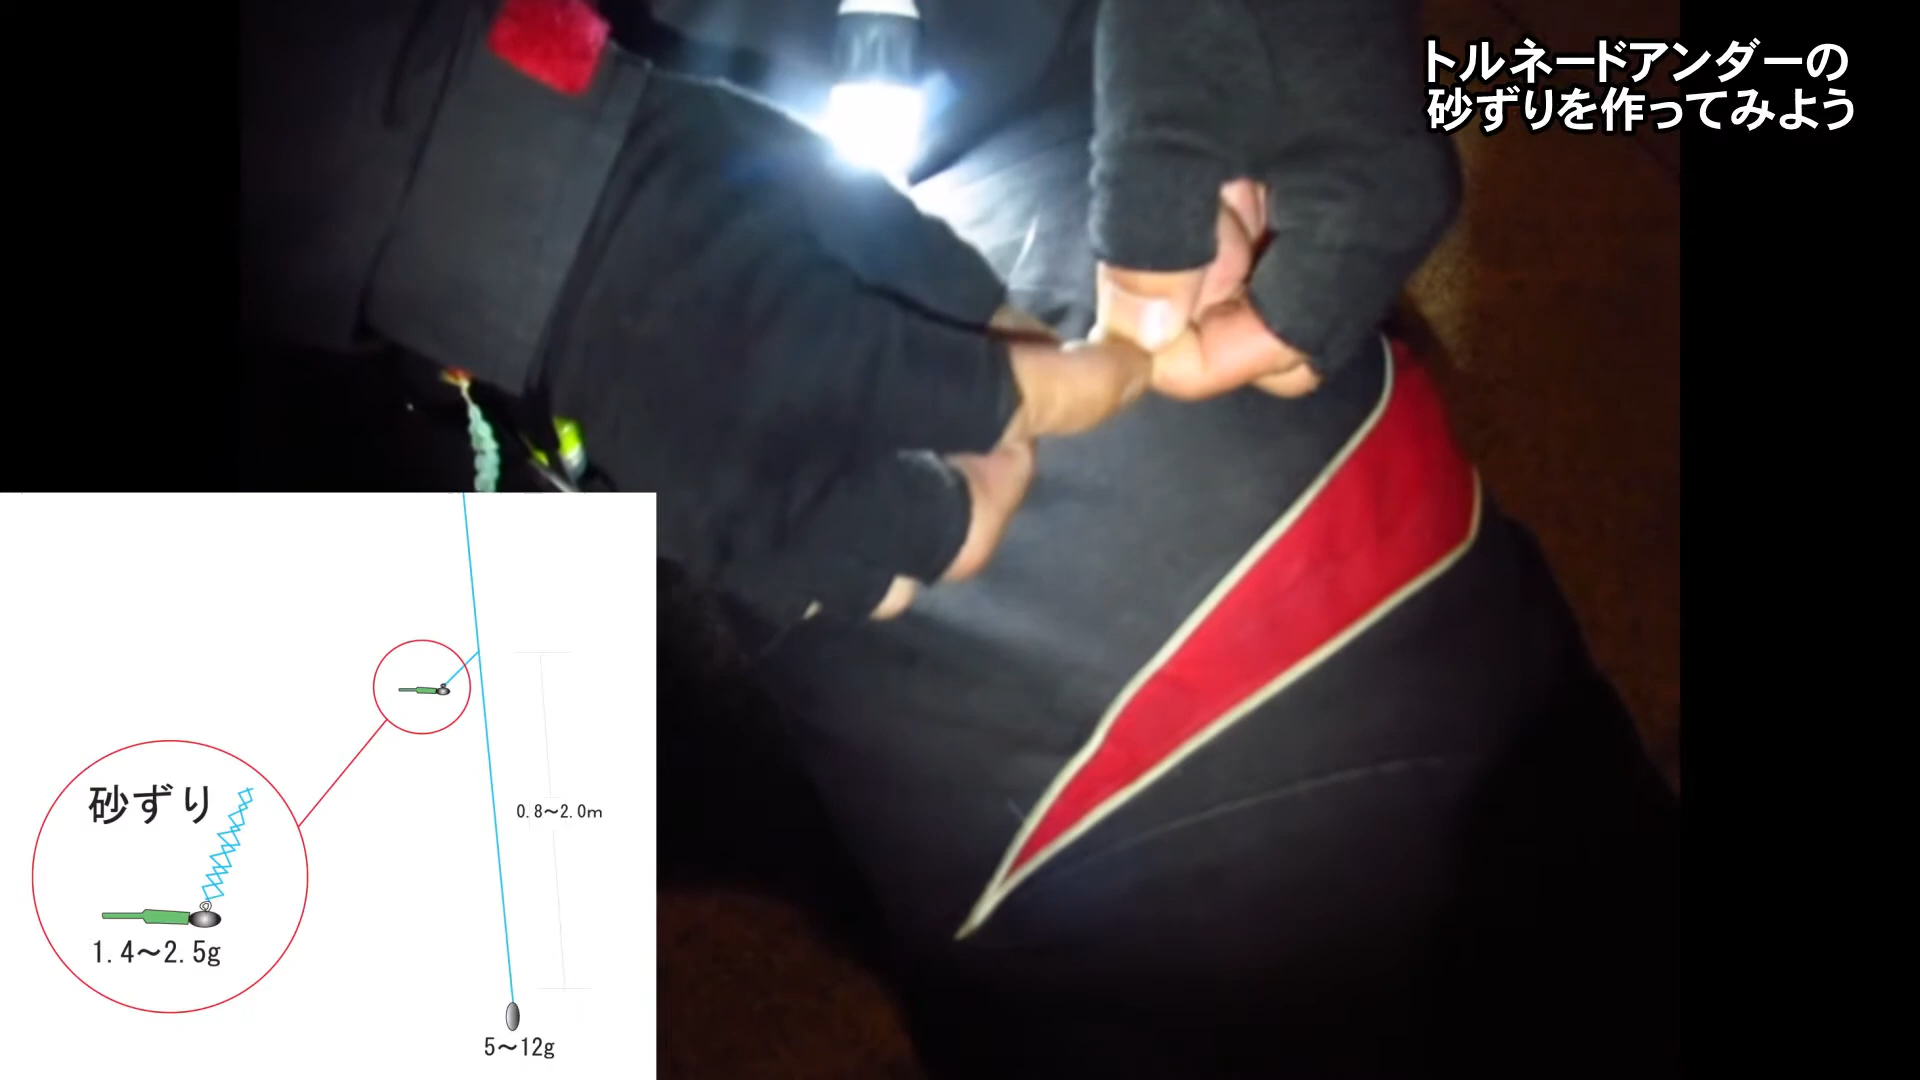 トルネードアンダーの
砂ずりを作ってみよう
0.8～2.0m
砂ずり
1.4～2.5g
5～12g